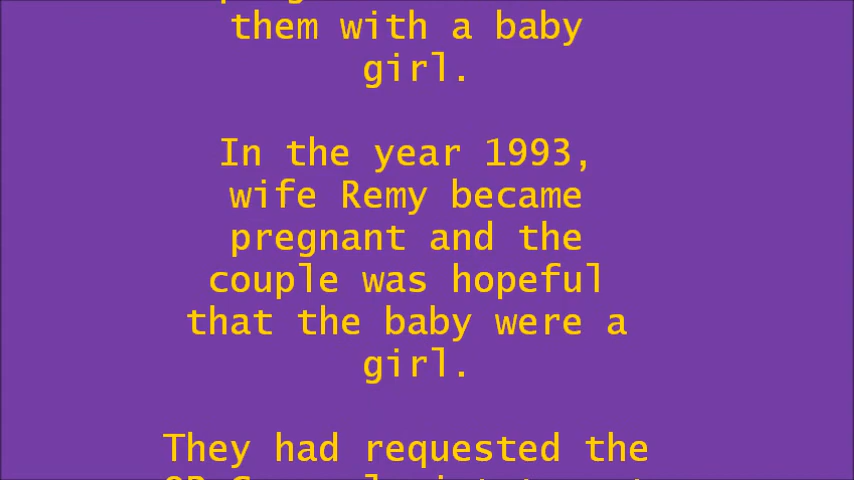 them with a baby
girl.
In the year 1993,
wife Remy became
pregnant and the
couple was hopeful
that the baby were a
girl.
They had requested the